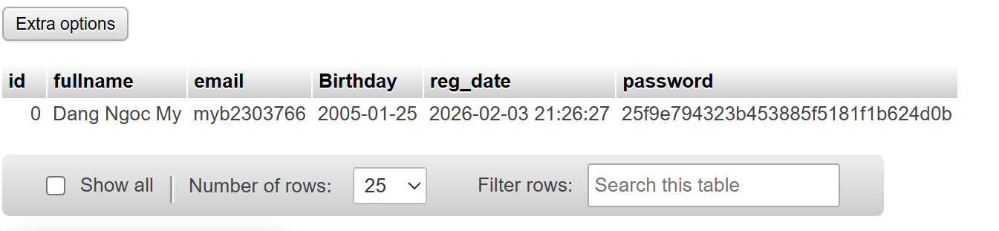 Extra options
id fullname email Birthday reg_date password
0 Dang Ngoc My myb2303766 2005-01-25 2026-02-03 21:26:27 25f9e794323b453885f5181f1b624d0b
Show all Number of rows: 25 Filter rows: Search this table